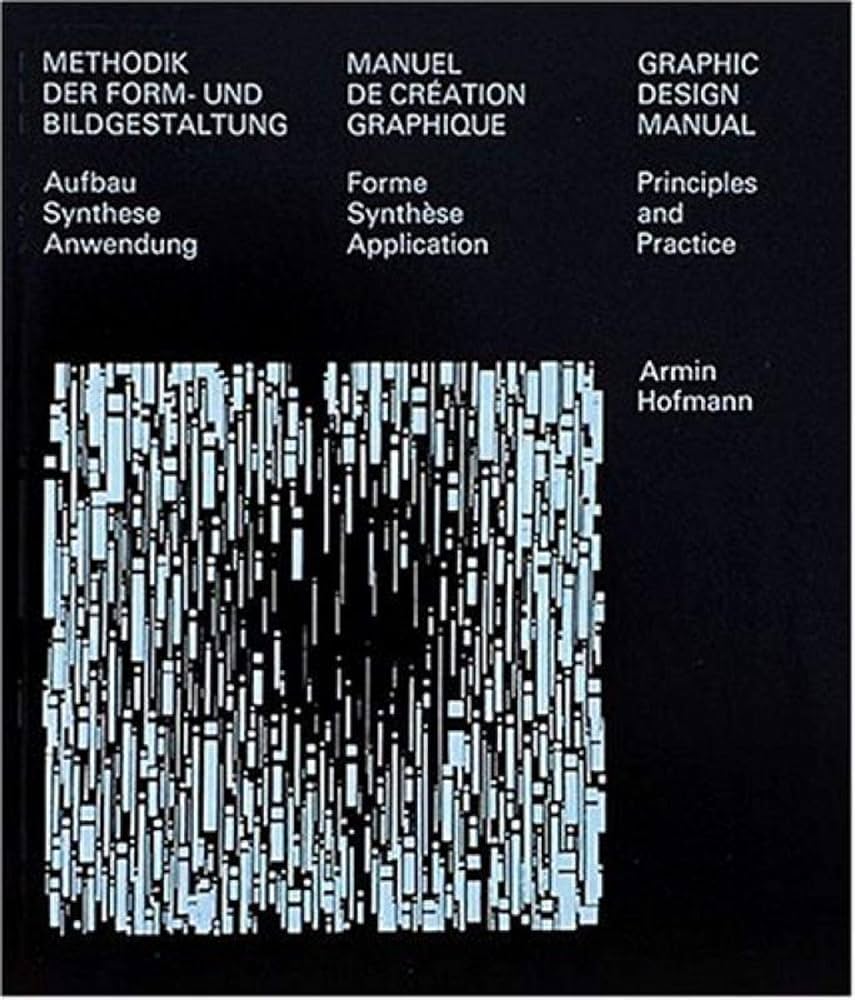 METHODIK
DER FORM- UND
BILDGESTALTUNG
Aufbau
Synthese
Anwendung
MANUEL
DE CRÉATION
GRAPHIQUE
Forme
Synthèse
Application
GRAPHIC
DESIGN
MANUAL
Principles
and
Practice
Armin
Hofmann